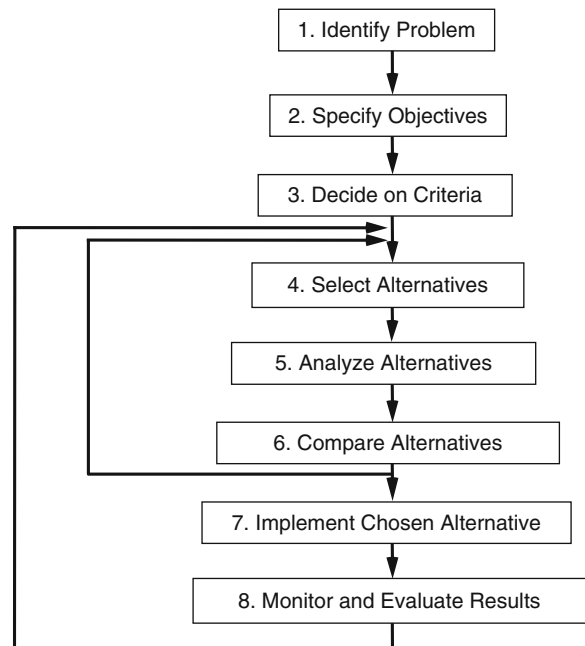 1. Identify Problem
2. Specify Objectives
3. Decide on Criteria
4. Select Alternatives
5. Analyze Alternatives
6. Compare Alternatives
7. Implement Chosen Alternative
8. Monitor and Evaluate Results